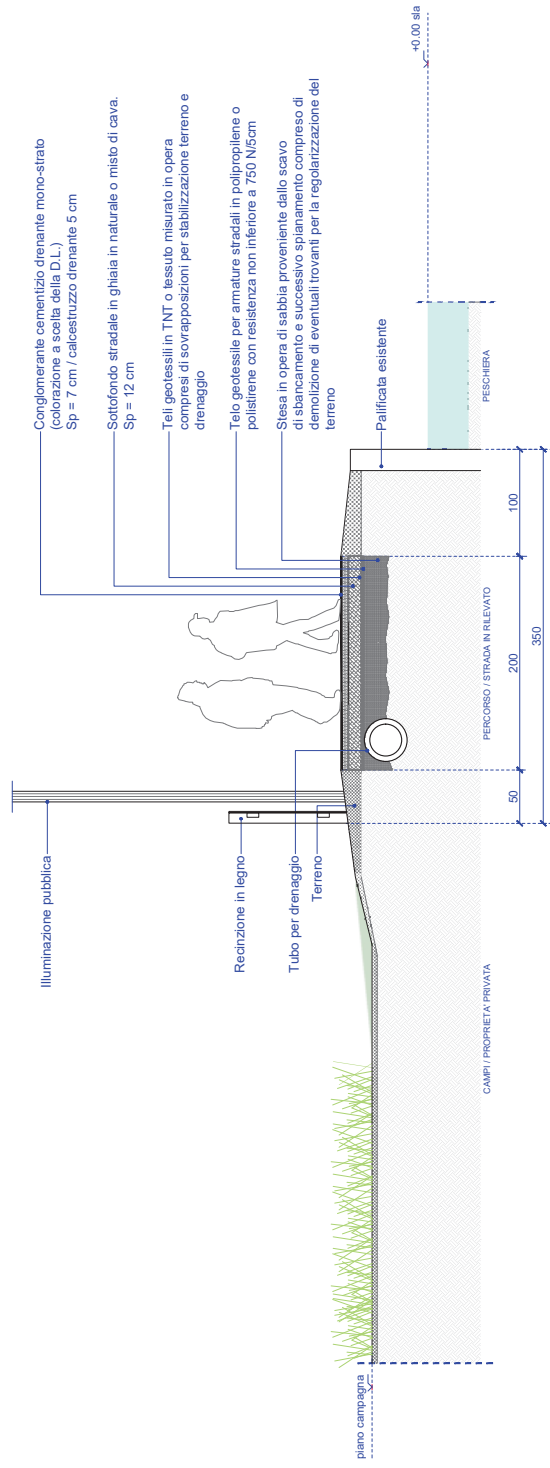 Conglomerante cementizio drenante mono-strato
(colorazione a scelta della D.L.)
Sp = 7 cm / calcestruzzo drenante 5 cm
Sottofondo stradale in ghiaia in naturale o misto di cava.
Sp = 12 cm
Teli geotessili in TNT o tessuto misurato in opera
compresi di sovrapposizioni per stabilizzazione terreno e
drenaggio
Telo geotessile per armature stradali in polipropilene o
polistirene con resistenza non inferiore a 750 N/5cm
Stesa in opera di sabbia proveniente dallo scavo
di sbancamento e successivo spianamento compreso di
demolizione di eventuali trovanti per la regolarizzazione del
terreno
Palificata esistente
Illuminazione pubblica
Recinzione in legno
Tubo per drenaggio
Terreno
piano campagna
+0.00 sla
CAMPI / PROPRIETA' PRIVATA
PERCORSO / STRADA IN RILEVATO
PESCHIERA
50
200
100
350